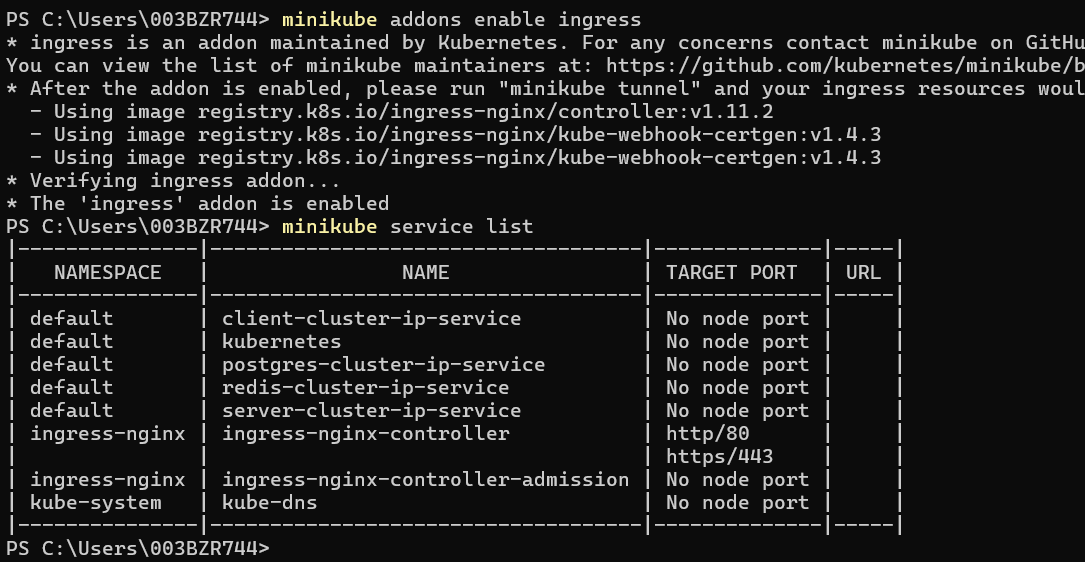 PS C:\Users\003BZR744> minikube addons enable ingress
* ingress is an addon maintained by Kubernetes. For any concerns contact minikube on GitHu
You can view the list of minikube maintainers at: https://github.com/kubernetes/minikube/b
* After the addon is enabled, please run "minikube tunnel" and your ingress resources woul
  - Using image registry.k8s.io/ingress-nginx/controller:v1.11.2
  - Using image registry.k8s.io/ingress-nginx/kube-webhook-certgen:v1.4.3
  - Using image registry.k8s.io/ingress-nginx/kube-webhook-certgen:v1.4.3
* Verifying ingress addon...
* The 'ingress' addon is enabled
PS C:\Users\003BZR744> minikube service list
|---------------|------------------------------------|--------------|-----|
|   NAMESPACE   |                NAME                | TARGET PORT  | URL |
|---------------|------------------------------------|--------------|-----|
| default       | client-cluster-ip-service          | No node port |     |
| default       | kubernetes                         | No node port |     |
| default       | postgres-cluster-ip-service        | No node port |     |
| default       | redis-cluster-ip-service           | No node port |     |
| default       | server-cluster-ip-service          | No node port |     |
| ingress-nginx | ingress-nginx-controller           | http/80      |     |
|               |                                    | https/443    |     |
| ingress-nginx | ingress-nginx-controller-admission | No node port |     |
| kube-system   | kube-dns                           | No node port |     |
|---------------|------------------------------------|--------------|-----|
PS C:\Users\003BZR744>